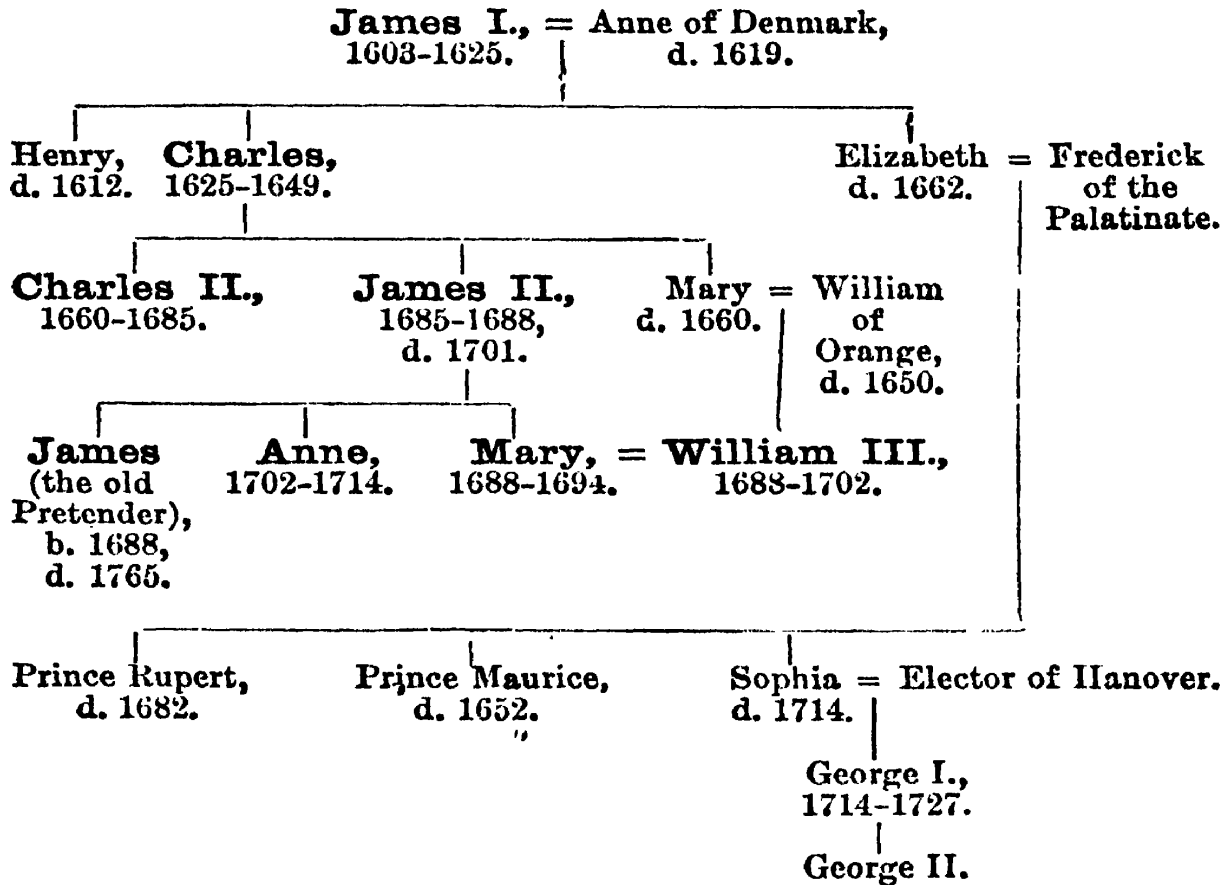 James I., = Anne of Denmark,
1603-1625. d. 1619.
Henry, Charles, Elizabeth = Frederick
d. 1612. 1625-1649. d. 1662. of the
Palatinate.
Charles II., James II., Mary = William
1660-1685. 1685-1688, d. 1660. of
d. 1701. Orange,
d. 1650.
James Anne, Mary, = William III.,
(the old 1702-1714. 1688-1694. 1688-1702.
Pretender),
b. 1688,
d. 1765.
Prince Rupert, Prince Maurice, Sophia = Elector of Hanover.
d. 1682. d. 1652. d. 1714.
George I.,
1714-1727.
George II.